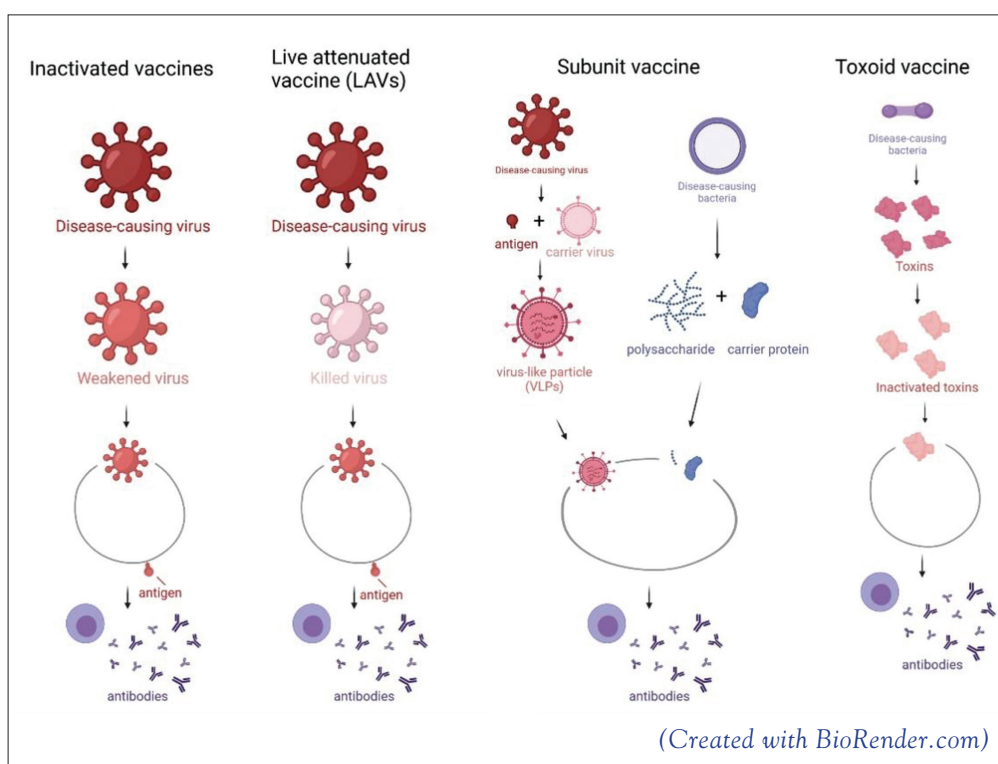 Inactivated vaccines
Disease-causing virus
Weakened virus
antigen
antibodies
Live attenuated
vaccine (LAVs)
Disease-causing virus
Killed virus
antigen
antibodies
Subunit vaccine
Disease-causing virus
antigen
+
carrier virus
virus-like particle
(VLPs)
Disease-causing
bacteria
+
polysaccharide
carrier protein
antibodies
Toxoid vaccine
Disease-causing
bacteria
Toxins
Inactivated toxins
antibodies
(Created with BioRender.com)